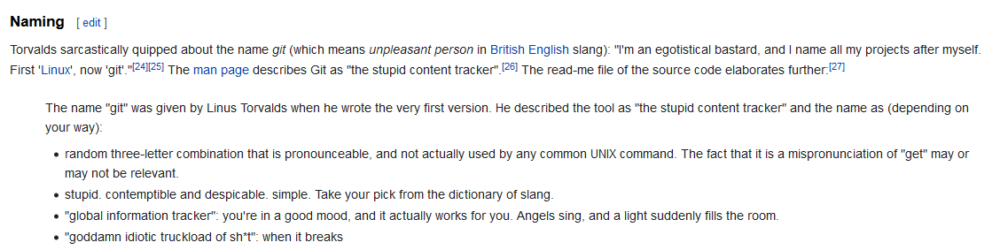 Naming [ edit ]
Torvalds sarcastically quipped about the name git (which means unpleasant person in British English slang): "I'm an egotistical bastard, and I name all my projects after myself.
First 'Linux', now 'git'."[24][25] The man page describes Git as "the stupid content tracker".[26] The read-me file of the source code elaborates further:[27]
The name "git" was given by Linus Torvalds when he wrote the very first version. He described the tool as "the stupid content tracker" and the name as (depending on
your way):
• random three-letter combination that is pronounceable, and not actually used by any common UNIX command. The fact that it is a mispronunciation of "get" may or
may not be relevant.
• stupid. contemptible and despicable. simple. Take your pick from the dictionary of slang.
• "global information tracker": you're in a good mood, and it actually works for you. Angels sing, and a light suddenly fills the room.
• "goddamn idiotic truckload of sh*t": when it breaks